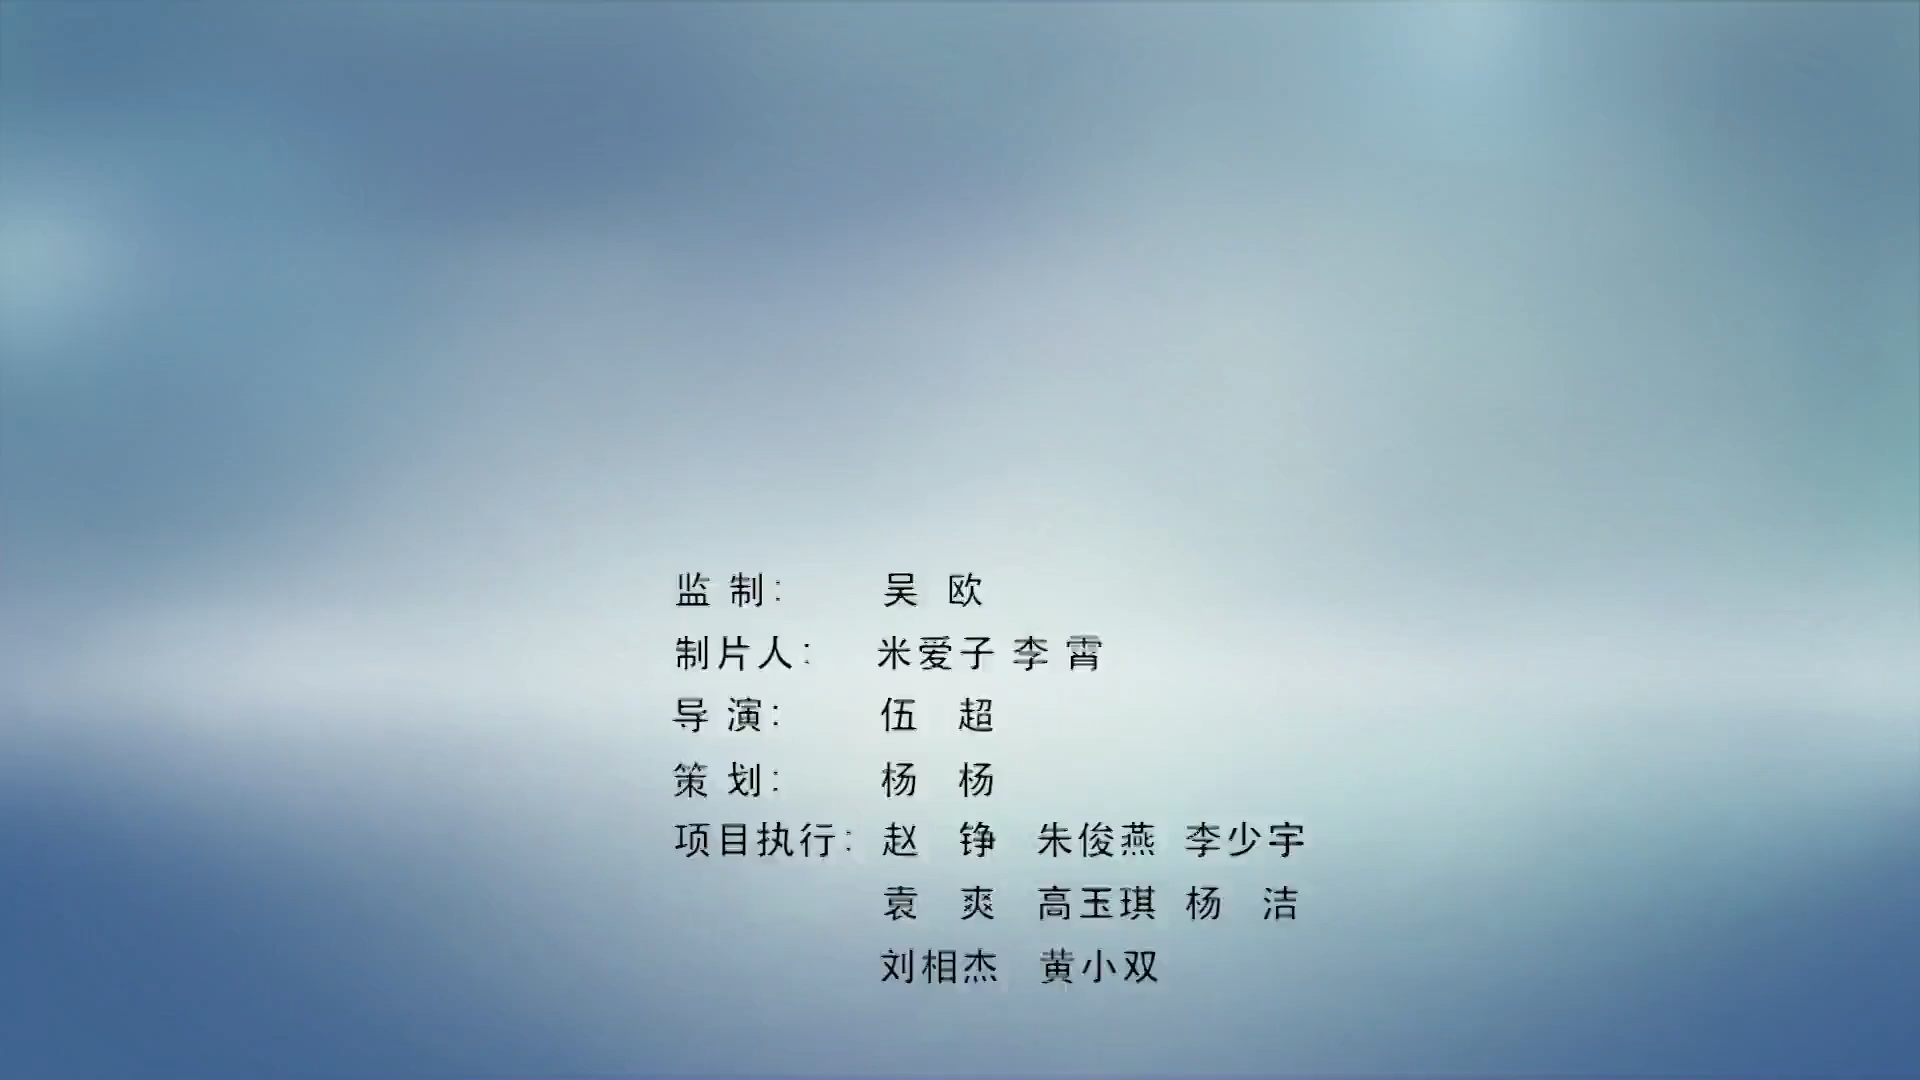 监 制： 吴 欧
制片人： 米爱子 李 霄
导 演： 伍 超
策 划： 杨 杨
项目执行： 赵 铮 朱俊燕 李少宇
袁 爽 高玉琪 杨 洁
刘相杰 黄小双